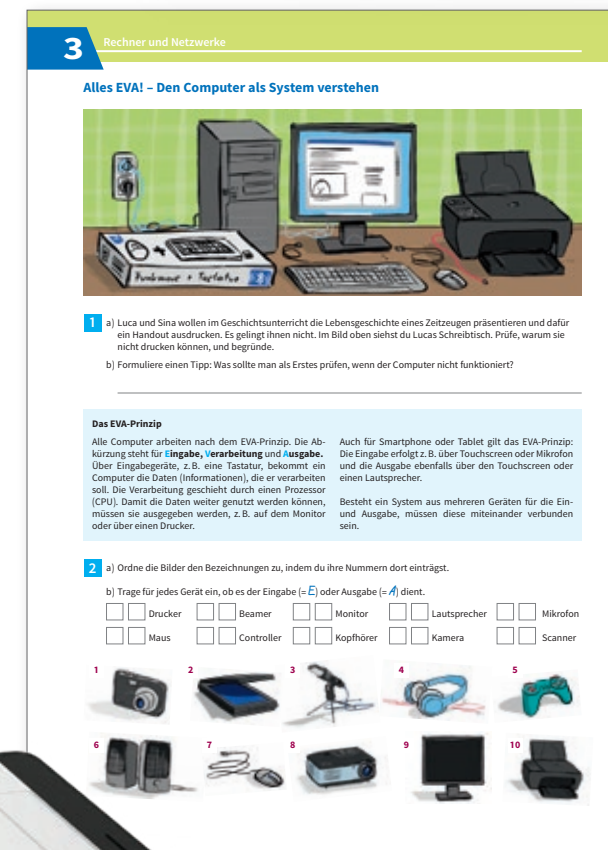 3
Rechner und Netzwerke
Alles EVA! – Den Computer als System verstehen
Funkmaus + Tastatur
1 a) Luca und Sina wollen im Geschichtsunterricht die Lebensgeschichte eines Zeitzeugen präsentieren und dafür
ein Handout ausdrucken. Es gelingt ihnen nicht. Im Bild oben siehst du Lucas Schreibtisch. Prüfe, warum sie
nicht drucken können, und begründe.
b) Formuliere einen Tipp: Was sollte man als Erstes prüfen, wenn der Computer nicht funktioniert?
Das EVA-Prinzip
Alle Computer arbeiten nach dem EVA-Prinzip. Die Ab-
kürzung steht für Eingabe, Verarbeitung und Ausgabe.
Über Eingabegeräte, z. B. eine Tastatur, bekommt ein
Computer die Daten (Informationen), die er verarbeiten
soll. Die Verarbeitung geschieht durch einen Prozessor
(CPU). Damit die Daten weiter genutzt werden können,
müssen sie ausgegeben werden, z. B. auf dem Monitor
oder über einen Drucker.
Auch für Smartphone oder Tablet gilt das EVA-Prinzip:
Die Eingabe erfolgt z. B. über Touchscreen oder Mikrofon
und die Ausgabe ebenfalls über den Touchscreen oder
einen Lautsprecher.
Besteht ein System aus mehreren Geräten für die Ein-
und Ausgabe, müssen diese miteinander verbunden
sein.
2 a) Ordne die Bilder den Bezeichnungen zu, indem du ihre Nummern dort einträgst.
b) Trage für jedes Gerät ein, ob es der Eingabe (= E) oder Ausgabe (= A) dient.
Drucker Beamer Monitor Lautsprecher Mikrofon
Maus Controller Kopfhörer Kamera Scanner
1 2 3 4 5
6 7 8 9 10